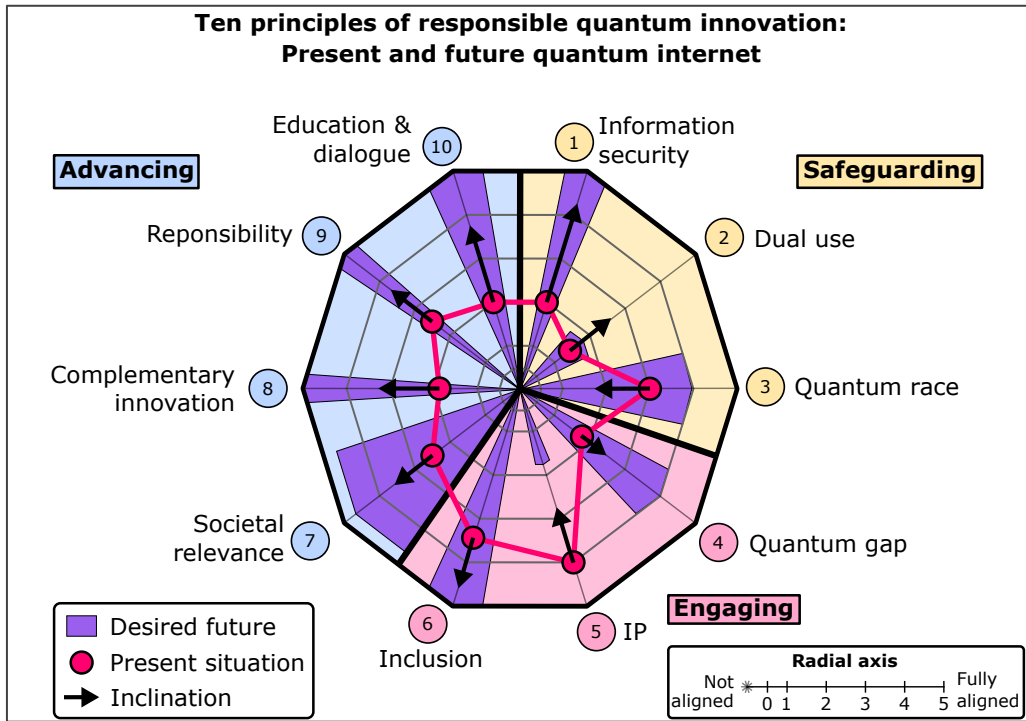 Ten principles of responsible quantum innovation:
Present and future quantum internet
Education &
dialogue
10
1
Information
security
Advancing
Safeguarding
Reponsibility
9
2
Dual use
Complementary
innovation
8
3
Quantum race
Societal
relevance
7
4
Quantum gap
Engaging
6
Inclusion
5
IP
Desired future
Present situation
Inclination
Radial axis
Not
aligned
0 1 2 3 4 5
Fully
aligned